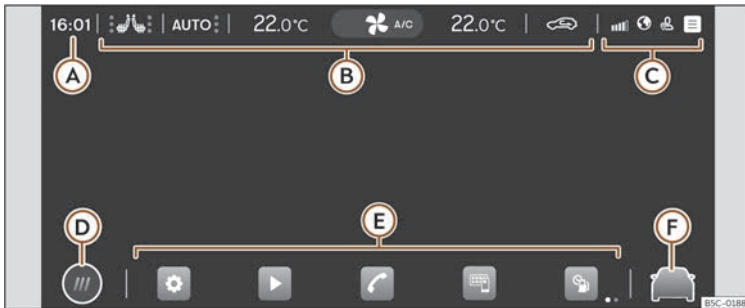 16:01 AUTO 22.0°C A/C 22.0°C
A B C
D E F
B5C-0188